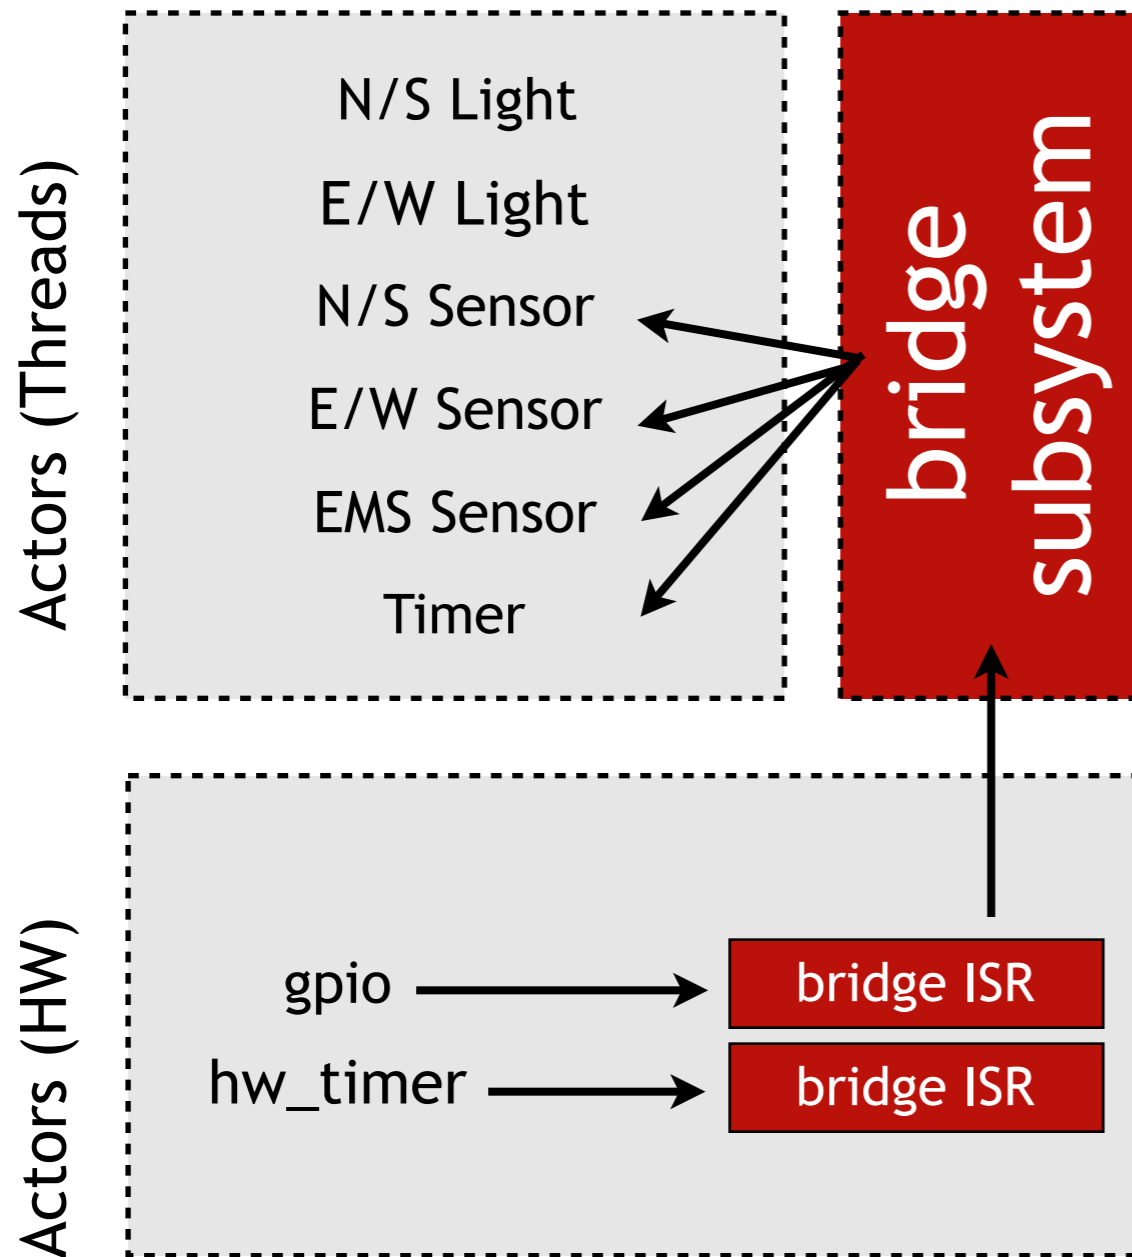 Actors (Threads)
N/S Light
E/W Light
N/S Sensor
E/W Sensor
EMS Sensor
Timer
bridge
subsystem
Actors (HW)
gpio
bridge ISR
hw_timer
bridge ISR